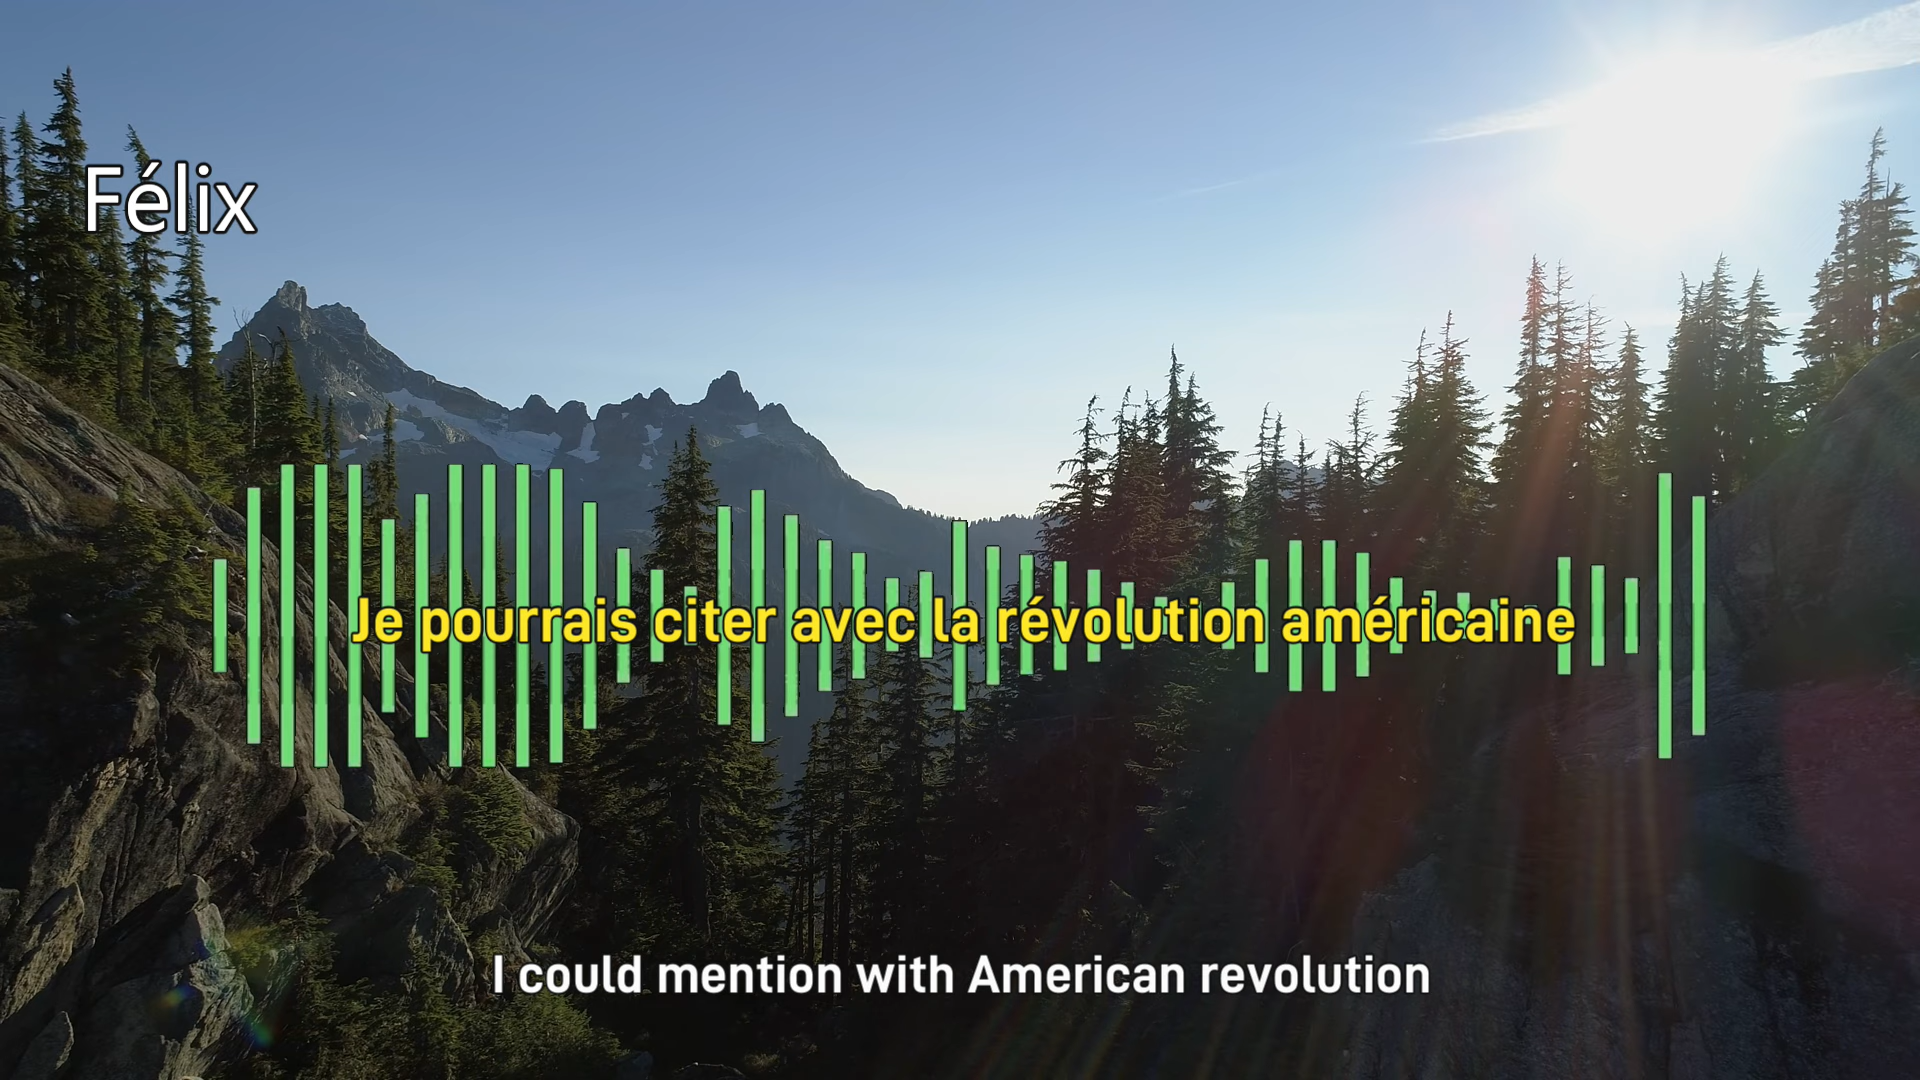 Félix
Je pourrais citer avec la révolution américaine
I could mention with American revolution